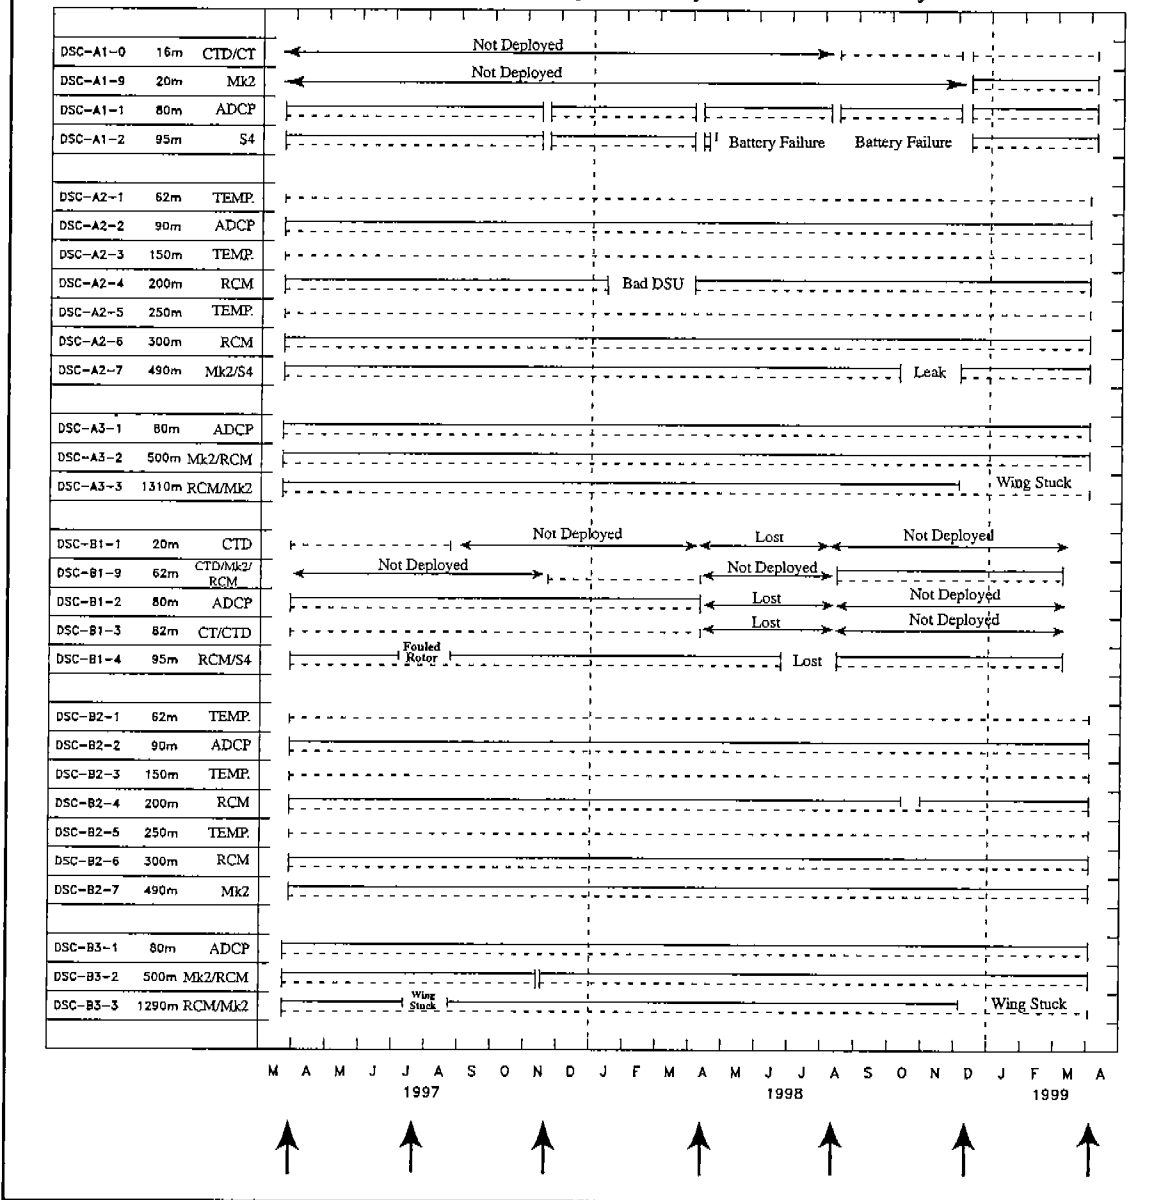 DSC-A1-0 16m CTD/CT Not Deployed
DSC-A1-9 20m Mk2 Not Deployed
DSC-A1-1 80m ADCP
DSC-A1-2 95m S4 Battery Failure Battery Failure
DSC-A2-1 62m TEMP.
DSC-A2-2 90m ADCP
DSC-A2-3 150m TEMP.
DSC-A2-4 200m RCM Bad DSU
DSC-A2-5 250m TEMP.
DSC-A2-6 300m RCM
DSC-A2-7 490m Mk2/S4 Leak
DSC-A3-1 80m ADCP
DSC-A3-2 500m Mk2/RCM
DSC-A3-3 1310m RCM/Mk2 Wing Stuck
DSC-B1-1 20m CTD Not Deployed Lost Not Deployed
DSC-B1-9 62m CTD/Mk2/ RCM Not Deployed Not Deployed
DSC-B1-2 80m ADCP Lost Not Deployed
DSC-B1-3 82m CT/CTD Lost Not Deployed
DSC-B1-4 95m RCM/S4 Fouled Rotor Lost
DSC-B2-1 62m TEMP.
DSC-B2-2 90m ADCP
DSC-B2-3 150m TEMP.
DSC-B2-4 200m RCM
DSC-B2-5 250m TEMP.
DSC-B2-6 300m RCM
DSC-B2-7 490m Mk2
DSC-B3-1 80m ADCP
DSC-B3-2 500m Mk2/RCM
DSC-B3-3 1290m RCM/Mk2 Wing Stuck Wing Stuck
M A M J J A S O N D J F M A M J J A S O N D J F M A
1997 1998 1999